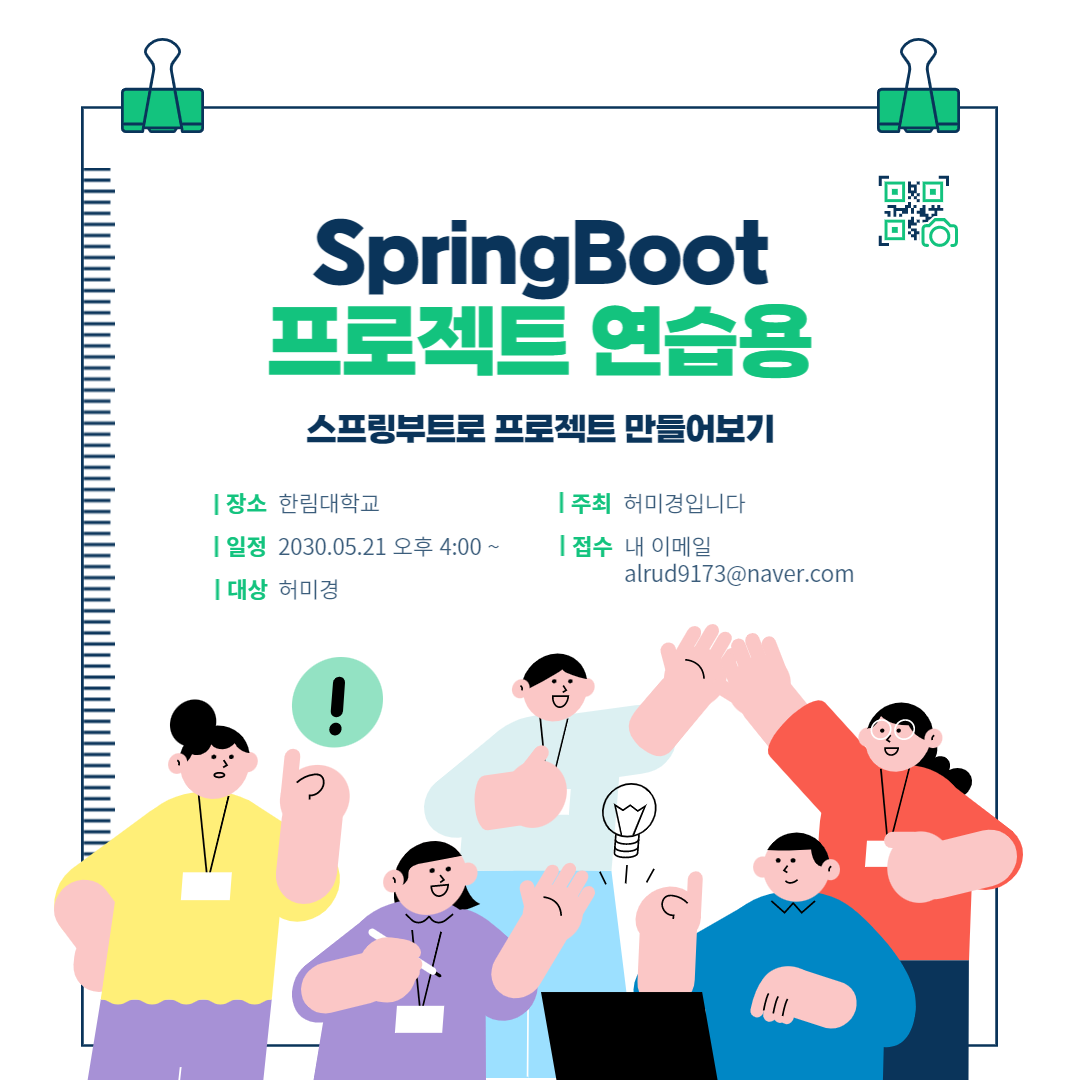 SpringBoot
프로젝트 연습용
스프링부트로 프로젝트 만들어보기
| 장소 한림대학교
| 일정 2030.05.21 오후 4:00 ~
| 대상 허미경
| 주최 허미경입니다
| 접수 내 이메일
alrud9173@naver.com
!